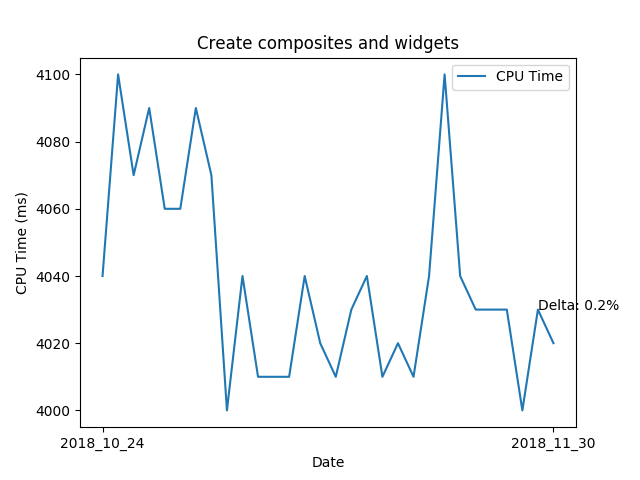 Create composites and widgets
CPU Time
4100
4080
4060
4040
4020
4000
CPU Time (ms)
Delta: 0.2%
2018_10_24
2018_11_30
Date